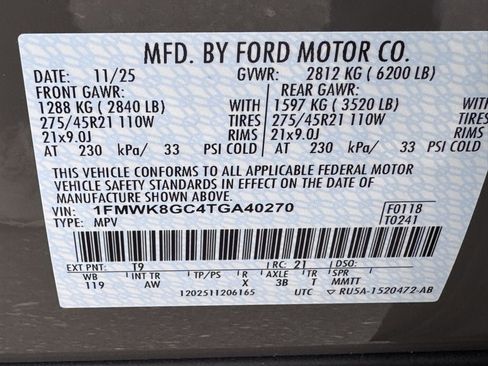 MFD. BY FORD MOTOR CO.
DATE: 11/25 GVWR: 2812 KG ( 6200 LB)
FRONT GAWR: REAR GAWR:
1288 KG ( 2840 LB) WITH 1597 KG ( 3520 LB) WITH
275/45R21 110W TIRES 275/45R21 110W TIRES
21x9.0J RIMS 21x9.0J RIMS
AT 230 kPa/ 33 PSI COLD AT 230 kPa/ 33 PSI COLD
THIS VEHICLE CONFORMS TO ALL APPLICABLE FEDERAL MOTOR
VEHICLE SAFETY AND THEFT PREVENTION STANDARDS
IN EFFECT ON THE DATE OF MANUFACTURE SHOWN ABOVE.
VIN: 1FMWK8GC4TGA40270 F0118
TYPE: MPV T0241
EXT PNT: T9 RC: 21 DSO:
WB INT TR TP/PS R AXLE TR SPR
119 AW X 3B T MMTT
1202511206165 UTC ▽ RU5A-1520472-AB